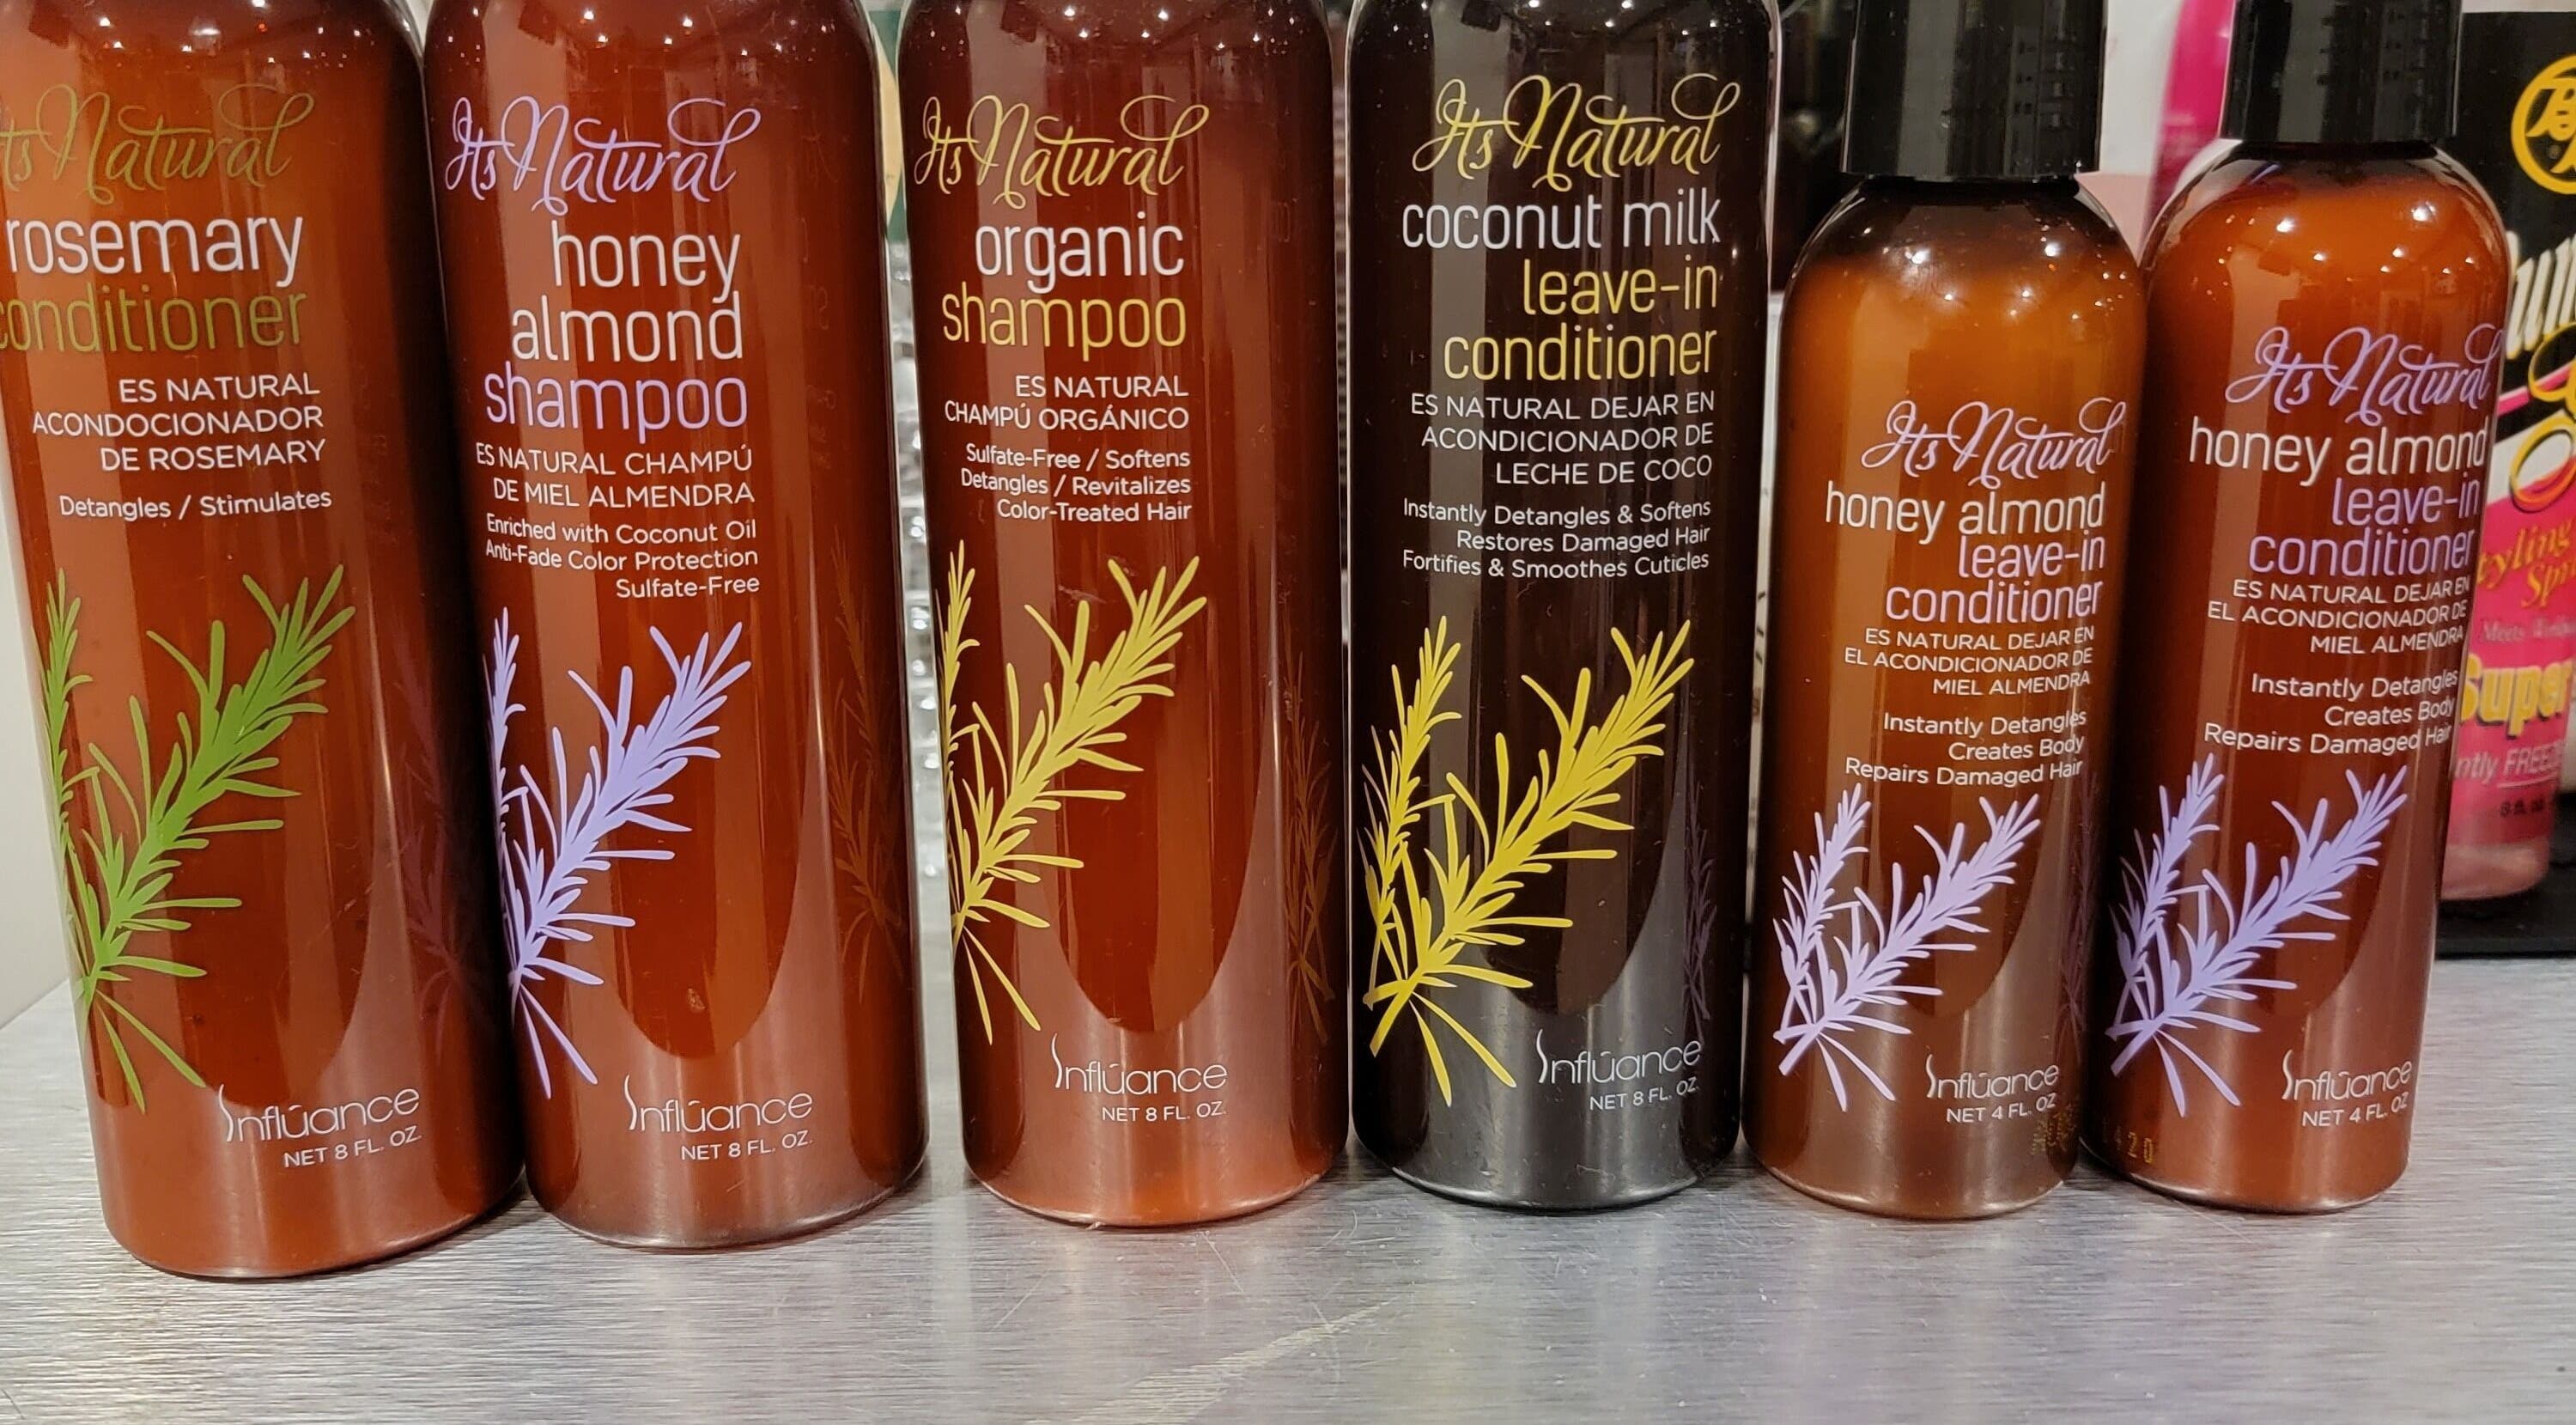 Its Natural
rosemary
conditioner
ES NATURAL
ACONDOCIONADOR
DE ROSEMARY
Detangles / Stimulates
Influance
NET 8 FL. OZ.
Its Natural
honey
almond
shampoo
ES NATURAL CHAMPÚ
DE MIEL ALMENDRA
Enriched with Coconut Oil
Anti-Fade Color Protection
Sulfate-Free
Inflūance
NET 8 FL. OZ.
Its Natural
organic
shampoo
ES NATURAL
CHAMPÚ ORGÁNICO
Sulfate-Free / Softens
Detangles / Revitalizes
Color-Treated Hair
Inflūance
NET 8 FL. OZ.
Its Natural
coconut milk
leave-in
conditioner
ES NATURAL DEJAR EN
ACONDICIONADOR DE
LECHE DE COCO
Instantly Detangles & Softens
Restores Damaged Hair
Fortifies & Smoothes Cuticles
Inflūance
NET 8 FL. OZ.
Its Natural
honey almond
leave-in
conditioner
ES NATURAL DEJAR EN
EL ACONDICIONADOR DE
MIEL ALMENDRA
Instantly Detangles
Creates Body
Repairs Damaged Hair
Inflūance
NET 4 FL. OZ.
Its Natural
honey almond
leave-in
conditioner
ES NATURAL DEJAR EN
EL ACONDICIONADOR DE
MIEL ALMENDRA
Instantly Detangles
Creates Body
Repairs Damaged Hair
Inflūance
NET 4 FL. OZ.
Super